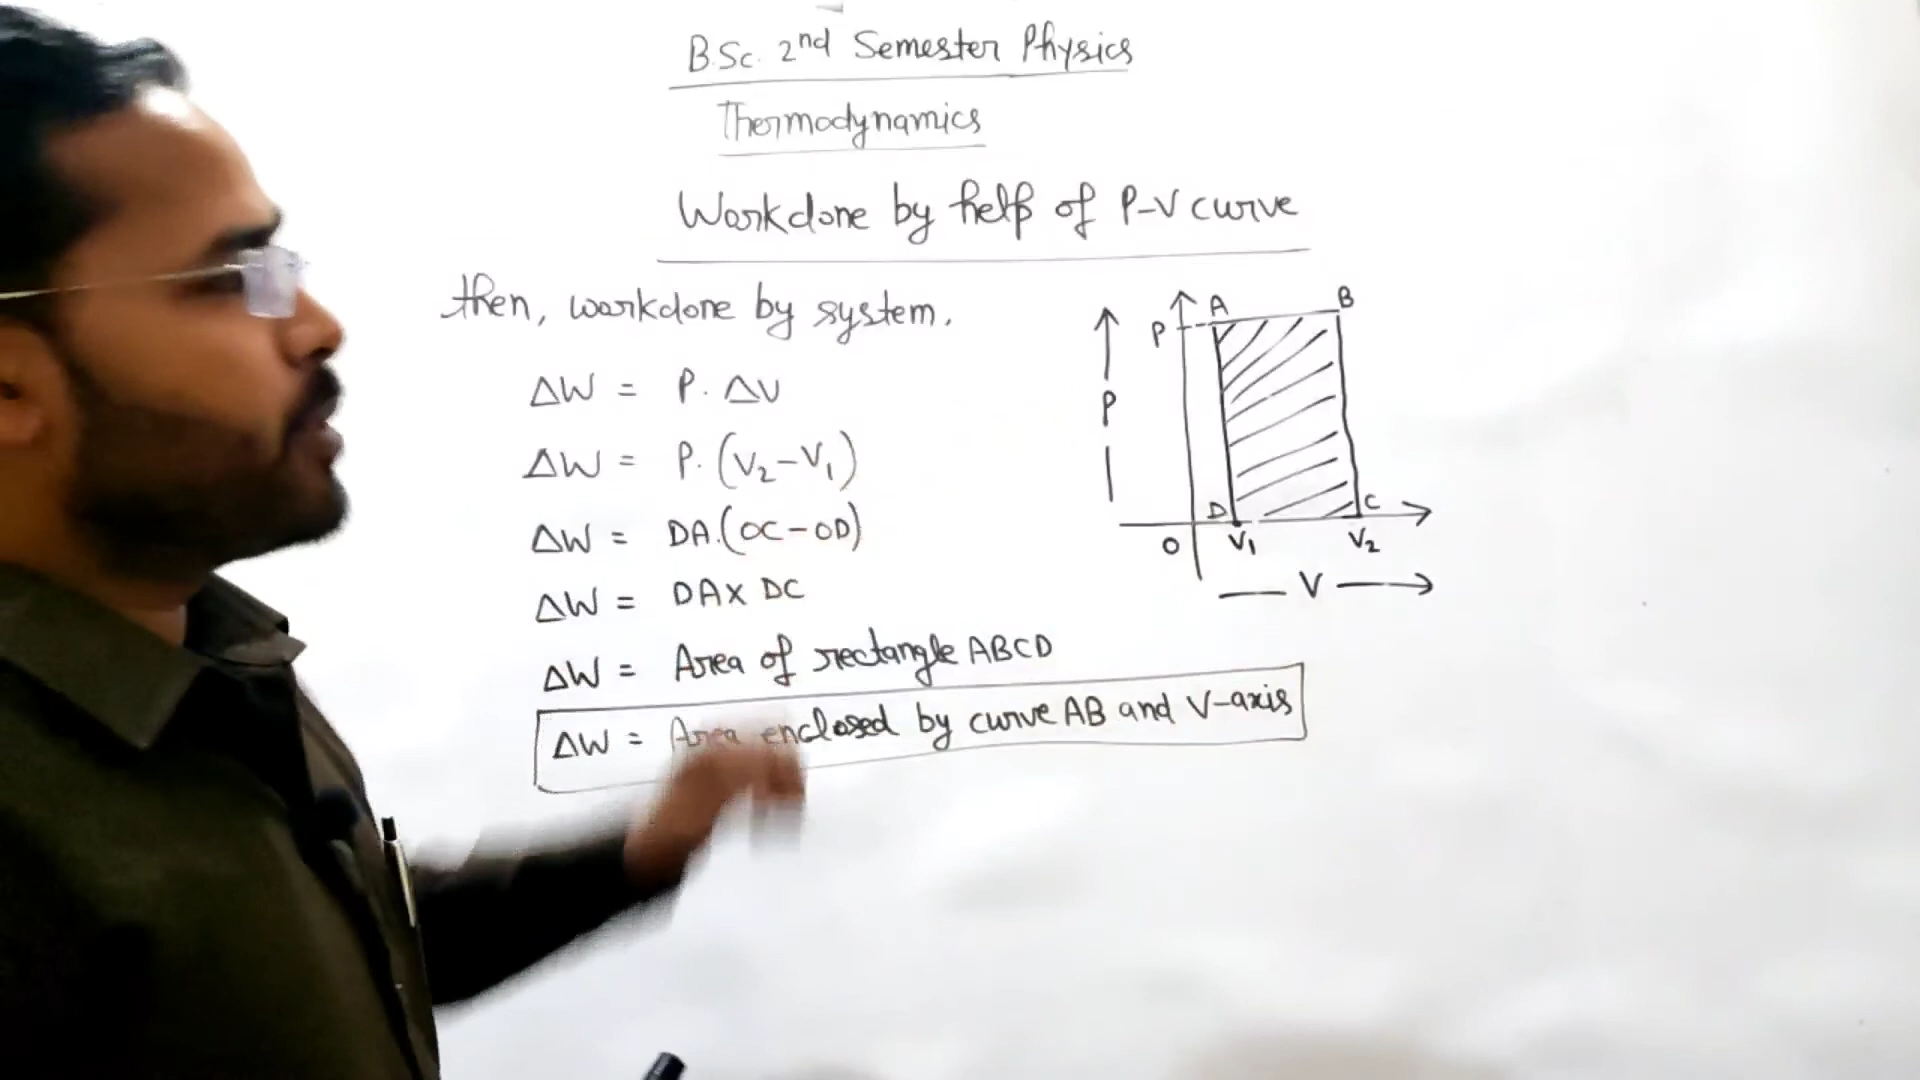 B.Sc. 2nd Semester Physics
Thermodynamics
Workdone by help of P-V curve
then, workdone by system.
ΔW = P. ΔV
ΔW = P. (V₂-V₁)
ΔW = DA.(OC-OD)
ΔW = DA× DC
ΔW = Area of rectangle ABCD
ΔW = Area enclosed by curve AB and V-axis
A B
P
P
D C
O V₁ V₂
V